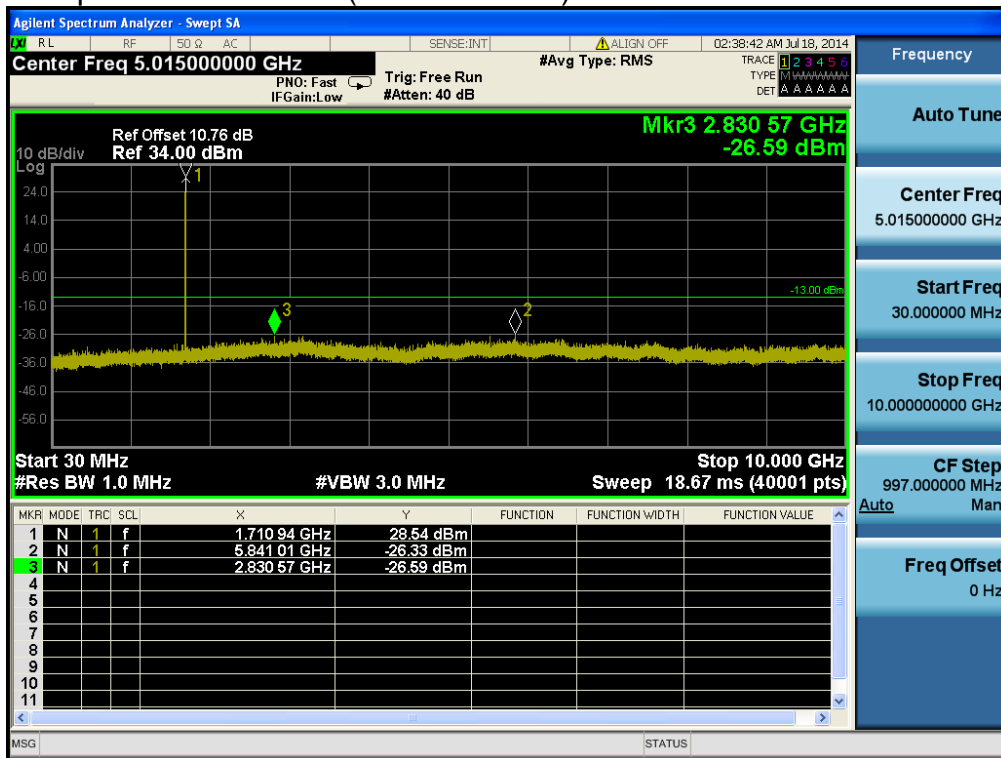 Agilent Spectrum Analyzer - Swept SA
LXI RL RF 50 Ω AC SENSE:INT ALIGN OFF 02:38:42 AM Jul 18, 2014
Center Freq 5.015000000 GHz #Avg Type: RMS TRACE 1 2 3 4 5 6
PNO: Fast Trig: Free Run TYPE M WWWWW
IFGain:Low #Atten: 40 dB DET A A A A A A
Mkr3 2.830 57 GHz
-26.59 dBm
Ref Offset 10.76 dB
10 dB/div Ref 34.00 dBm
Log
1
24.0
14.0
4.00
-6.00
-13.00 dBm
-16.0
3
2
-26.0
-36.0
-46.0
-56.0
Start 30 MHz Stop 10.000 GHz
#Res BW 1.0 MHz #VBW 3.0 MHz Sweep 18.67 ms (40001 pts)
MKR MODE TRC SCL X Y FUNCTION FUNCTION WIDTH FUNCTION VALUE
1 N 1 f 1.710 94 GHz 28.54 dBm
2 N 1 f 5.841 01 GHz -26.33 dBm
3 N 1 f 2.830 57 GHz -26.59 dBm
4
5
6
7
8
9
10
11
MSG STATUS
Frequency
Auto Tune
Center Freq
5.015000000 GHz
Start Freq
30.000000 MHz
Stop Freq
10.000000000 GHz
CF Step
997.000000 MHz
Auto Man
Freq Offset
0 Hz